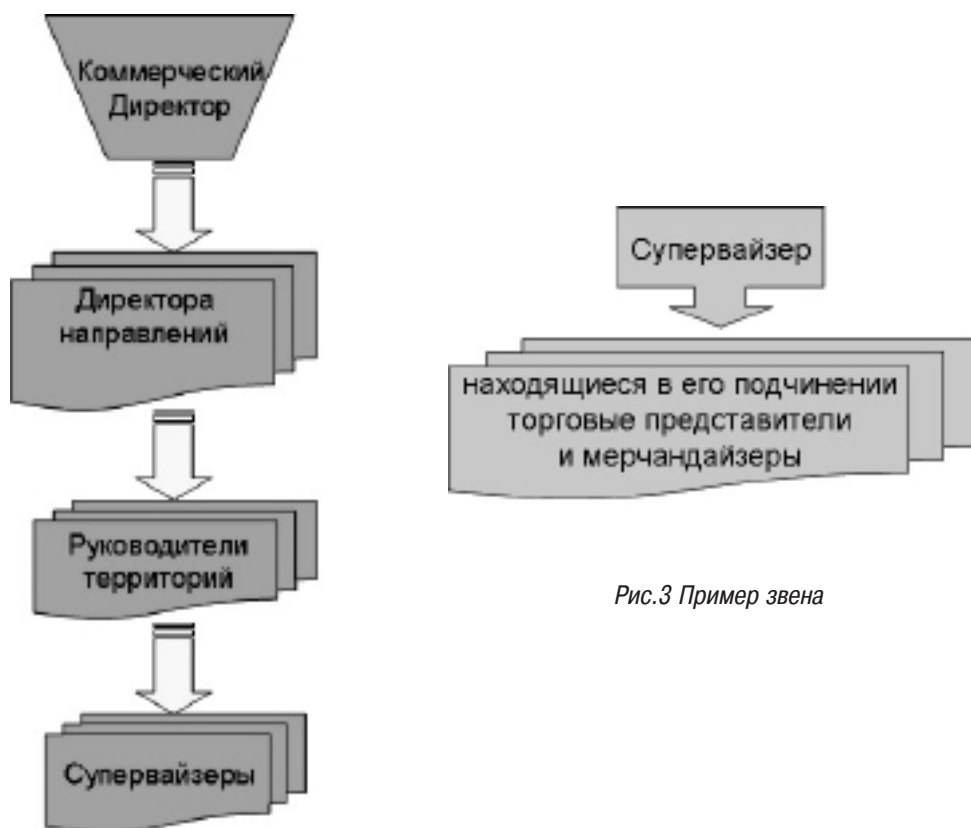 Коммерческий
Директор
Директора
направлений
Руководители
территорий
Супервайзеры
Супервайзер
находящиеся в его подчинении
торговые представители
и мерчандайзеры
Рис.3 Пример звена